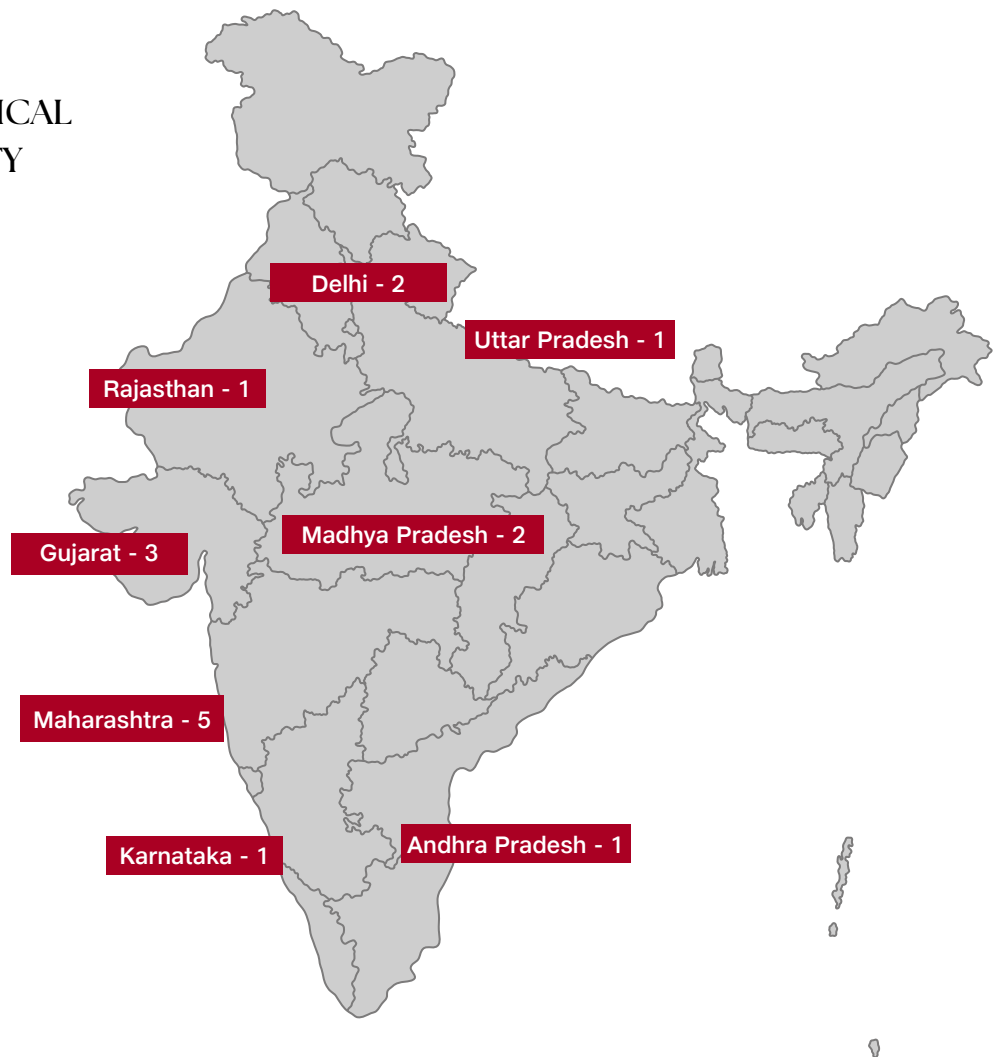 ICAL
TY
Delhi - 2
Uttar Pradesh - 1
Rajasthan - 1
Madhya Pradesh - 2
Gujarat - 3
Maharashtra - 5
Karnataka - 1
Andhra Pradesh - 1